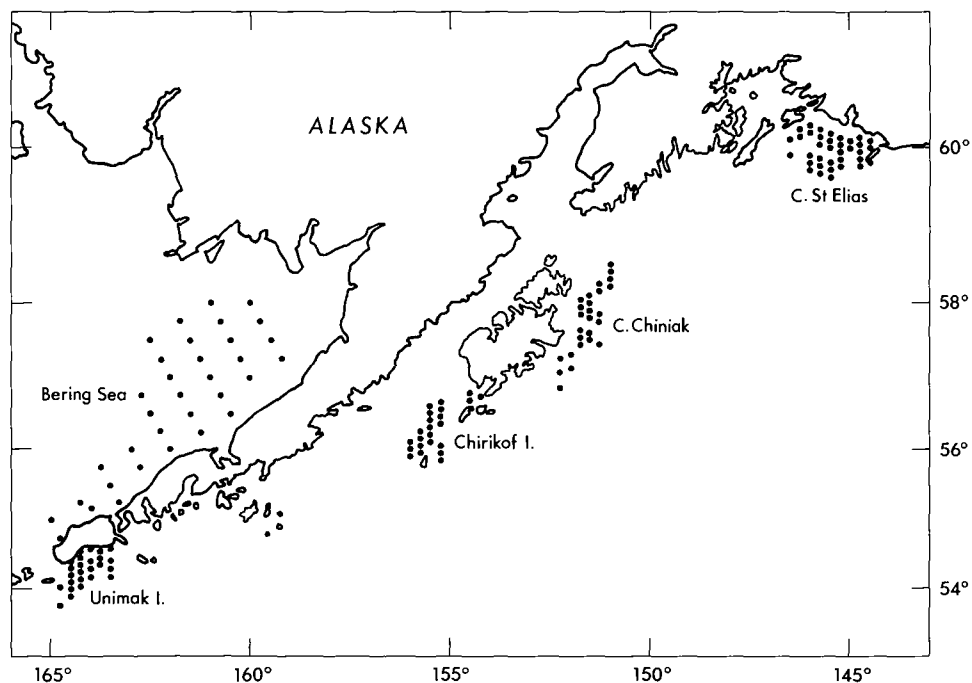 ALASKA
60°
C. St Elias
58°
C. Chiniak
Bering Sea
Chirikof I.
56°
Unimak I.
54°
165°
160°
155°
150°
145°